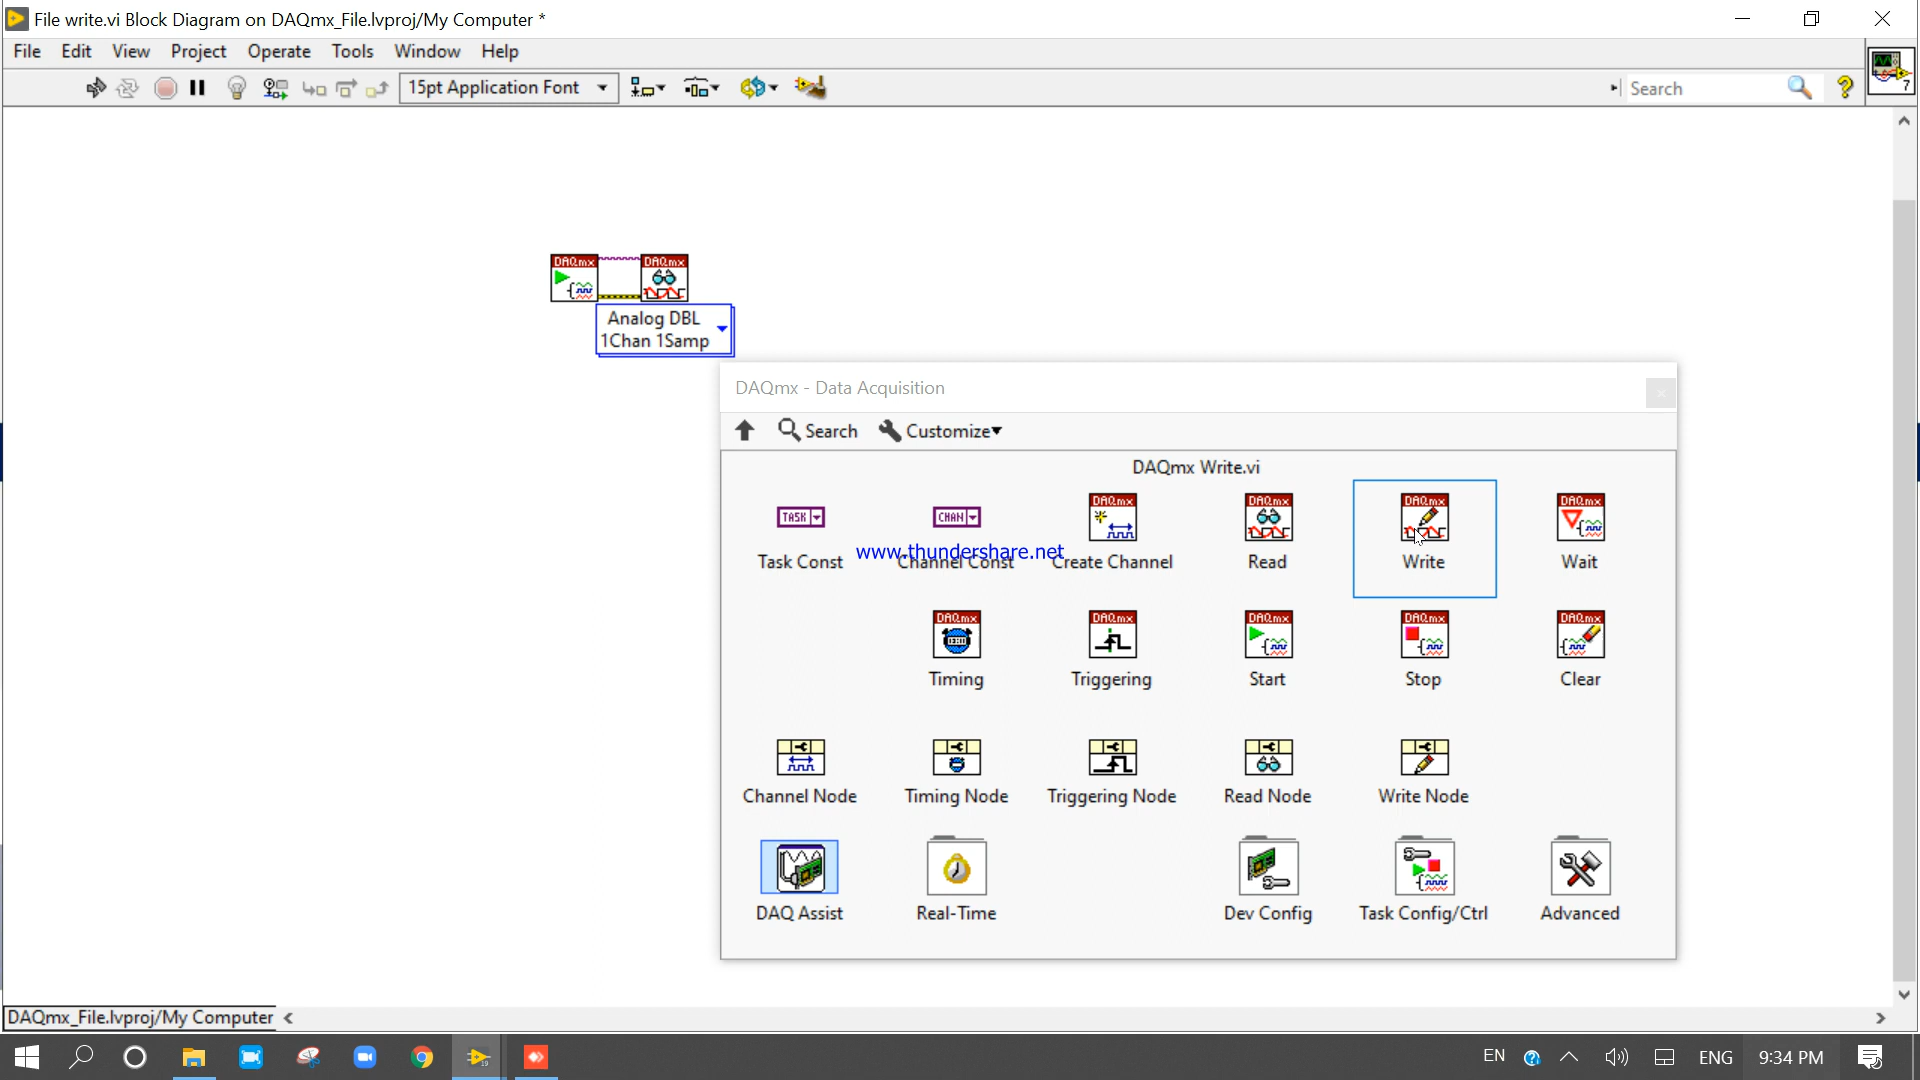 File write.vi Block Diagram on DAQmx_File.lvproj/My Computer *
File Edit View Project Operate Tools Window Help
15pt Application Font
Search
7
DAQmx DAQmx
Analog DBL
1Chan 1Samp
DAQmx - Data Acquisition
Search Customize
DAQmx Write.vi
TASK CHAN DAQmx DAQmx DAQmx DAQmx
www.thundershare.net
Task Const Channel Const Create Channel Read Write Wait
DAQmx DAQmx DAQmx DAQmx DAQmx
Timing Triggering Start Stop Clear
Channel Node Timing Node Triggering Node Read Node Write Node
DAQ Assist Real-Time Dev Config Task Config/Ctrl Advanced
DAQmx_File.lvproj/My Computer
EN ENG 9:34 PM